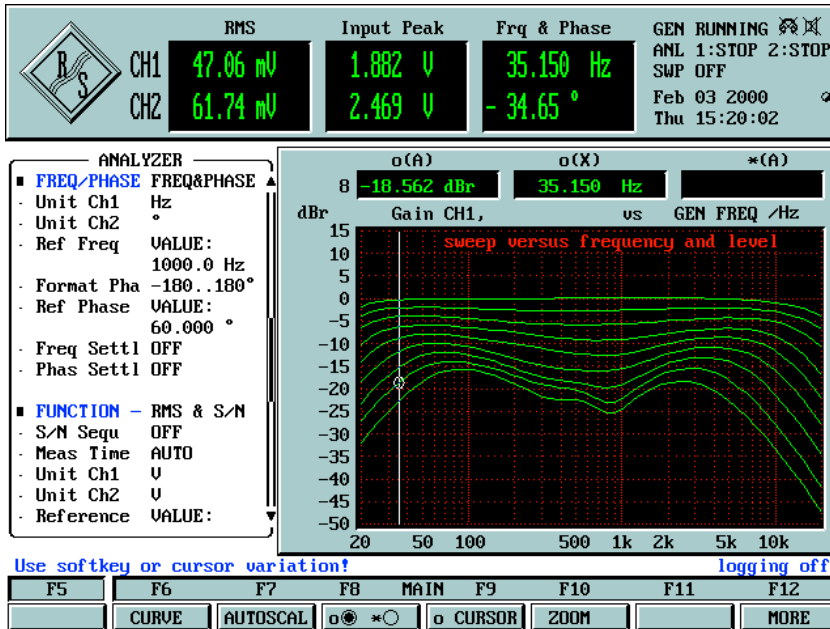 RMS Input Peak Frq & Phase GEN RUNNING
R S CH1 47.06 mV 1.882 V 35.150 Hz ANL 1:STOP 2:STOP
SWP OFF
CH2 61.74 mV 2.469 V - 34.65 ° Feb 03 2000
Thu 15:20:02
ANALYZER
FREQ/PHASE FREQ&PHASE
Unit Ch1 Hz
Unit Ch2 °
Ref Freq VALUE:
1000.0 Hz
Format Pha -180..180°
Ref Phase VALUE:
60.000 °
Freq Settl OFF
Phas Settl OFF
FUNCTION - RMS & S/N
S/N Sequ OFF
Meas Time AUTO
Unit Ch1 V
Unit Ch2 V
Reference VALUE:
o(A) o(X) *(A)
8 -18.562 dBr 35.150 Hz
dBr Gain CH1, vs GEN FREQ /Hz
sweep versus frequency and level
15
10
5
0
-5
-10
-15
-20
-25
-30
-35
-40
-45
-50
20 50 100 500 1k 2k 5k 10k
Use softkey or cursor variation! logging off
F5 F6 F7 F8 MAIN F9 F10 F11 F12
CURVE AUTOSCAL o * o CURSOR ZOOM MORE